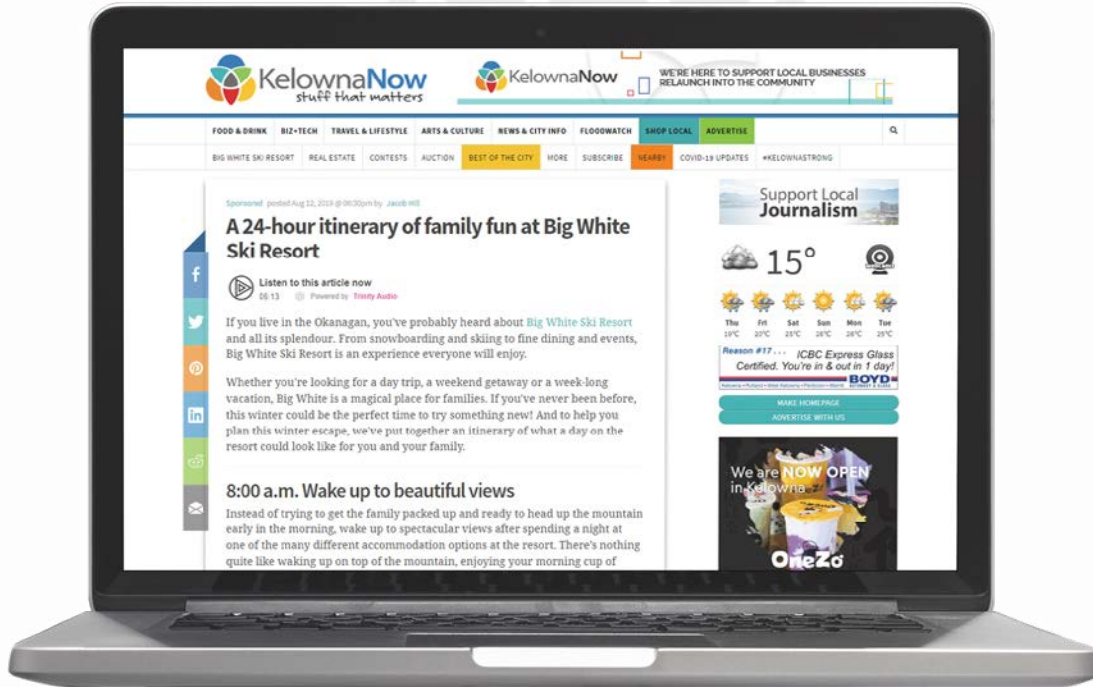 KelownaNow
stuff that matters
KelownaNow
WE'RE HERE TO SUPPORT LOCAL BUSINESSES
RELAUNCH INTO THE COMMUNITY
FOOD & DRINK BIZ+TECH TRAVEL & LIFESTYLE ARTS & CULTURE NEWS & CITY INFO FLOODWATCH SHOP LOCAL ADVERTISE
BIG WHITE SKI RESORT REAL ESTATE CONTESTS AUCTION BEST OF THE CITY MORE SUBSCRIBE NEARBY COVID-19 UPDATES #KELOWNASTRONG
Sponsored posted Aug 12, 2019 @ 06:30pm by Jacob Hill
A 24-hour itinerary of family fun at Big White
Ski Resort
Listen to this article now
06:13 Powered by Trinity Audio
If you live in the Okanagan, you've probably heard about Big White Ski Resort
and all its splendour. From snowboarding and skiing to fine dining and events,
Big White Ski Resort is an experience everyone will enjoy.
Whether you're looking for a day trip, a weekend getaway or a week-long
vacation, Big White is a magical place for families. If you've never been before,
this winter could be the perfect time to try something new! And to help you
plan this winter escape, we've put together an itinerary of what a day on the
resort could look like for you and your family.
8:00 a.m. Wake up to beautiful views
Instead of trying to get the family packed up and ready to head up the mountain
early in the morning, wake up to spectacular views after spending a night at
one of the many different accommodation options at the resort. There's nothing
quite like waking up on top of the mountain, enjoying your morning cup of
Support Local
Journalism
15°
Thu Fri Sat Sun Mon Tue
Reason #17... ICBC Express Glass
Certified. You're in & out in 1 day!
BOYD
MAKE HOMEPAGE
ADVERTISE WITH US
We are NOW OPEN
in Kelowna
OneZo